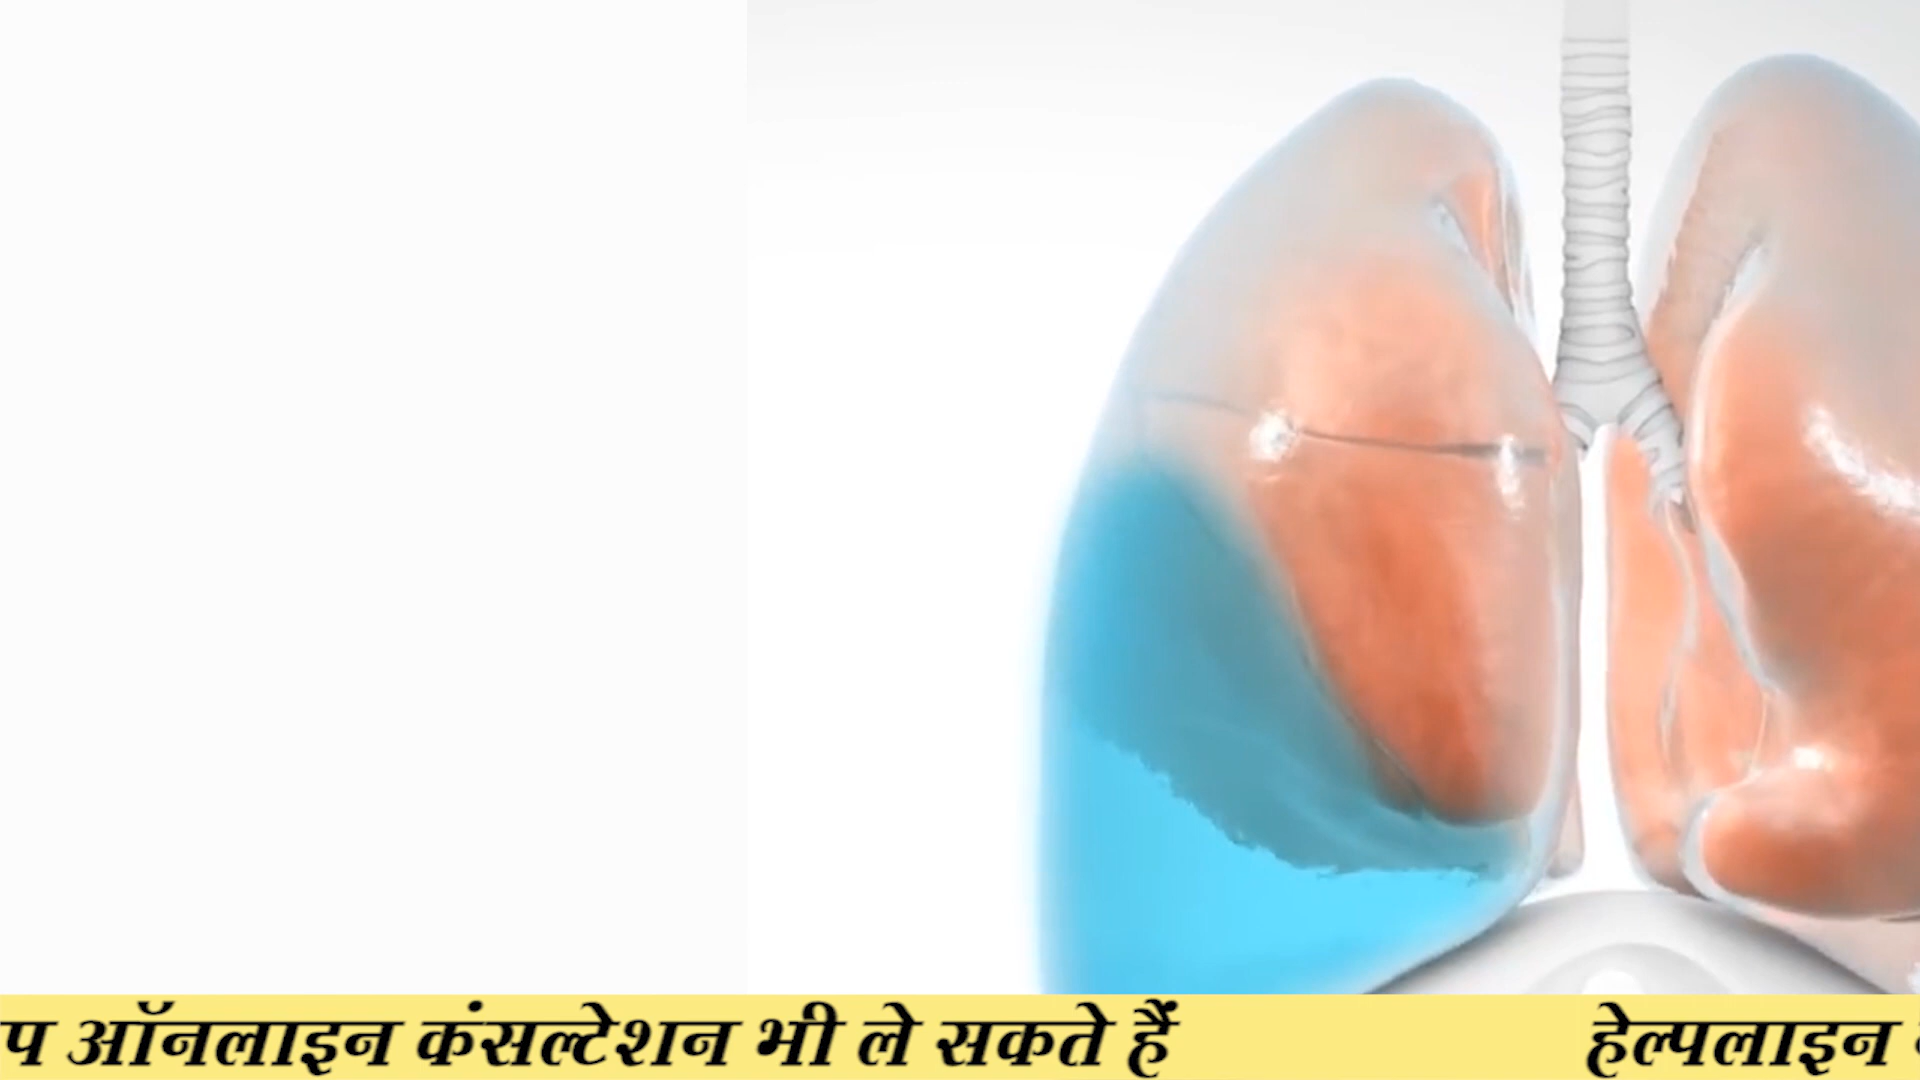 ऑनलाइन कंसल्टेशन भी ले सकते हैं हेल्पलाइन